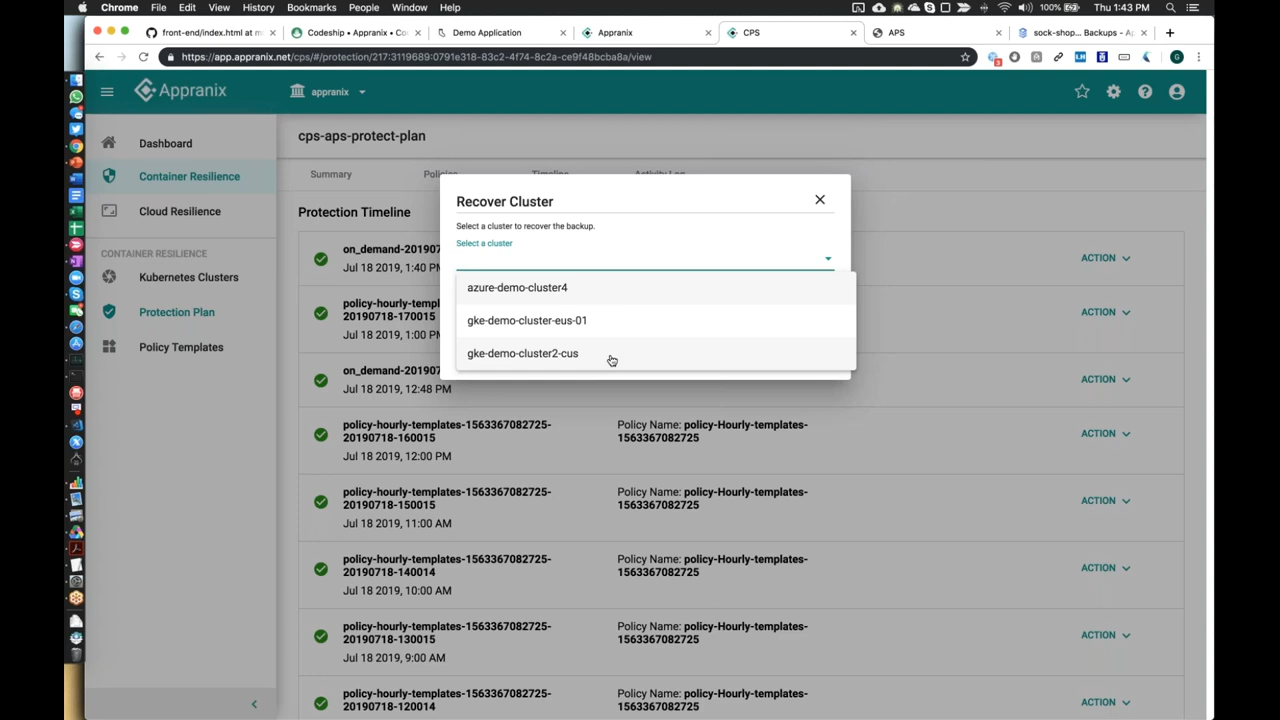 Chrome File Edit View History Bookmarks People Window Help 100% Thu 1:43 PM
front-end/index.html at m
Codeship • Appranix • Co
Demo Application
Appranix
CPS
APS
sock-shop... Backups - A
https://app.appranix.net/cps/#/protection/217:3119689:0791e318-83c2-4f74-8c2a-ce9f48bcba8a/view
Appranix
appranix
Dashboard
Container Resilience
Cloud Resilience
CONTAINER RESILIENCE
Kubernetes Clusters
Protection Plan
Policy Templates
cps-aps-protect-plan
Summary
Timeline
Activity Log
Protection Timeline
Recover Cluster
Select a cluster to recover the backup.
Select a cluster
azure-demo-cluster4
gke-demo-cluster-eus-01
gke-demo-cluster2-cus
on_demand-20190
Jul 18 2019, 1:40 P
ACTION
policy-hourly-templ
20190718-170015
Jul 18 2019, 1:00 P
ACTION
on_demand-201907
Jul 18 2019, 12:48 PM
ACTION
policy-hourly-templates-1563367082725-
20190718-160015
Jul 18 2019, 12:00 PM
Policy Name: policy-Hourly-templates-
1563367082725
ACTION
policy-hourly-templates-1563367082725-
20190718-150015
Jul 18 2019, 11:00 AM
Policy Name: policy-Hourly-templates-
1563367082725
ACTION
policy-hourly-templates-1563367082725-
20190718-140014
Jul 18 2019, 10:00 AM
Policy Name: policy-Hourly-templates-
1563367082725
ACTION
policy-hourly-templates-1563367082725-
20190718-130015
Jul 18 2019, 9:00 AM
Policy Name: policy-Hourly-templates-
1563367082725
ACTION
policy-hourly-templates-1563367082725-
20190718-120014
Policy Name: policy-Hourly-templates-
1563367082725
ACTION